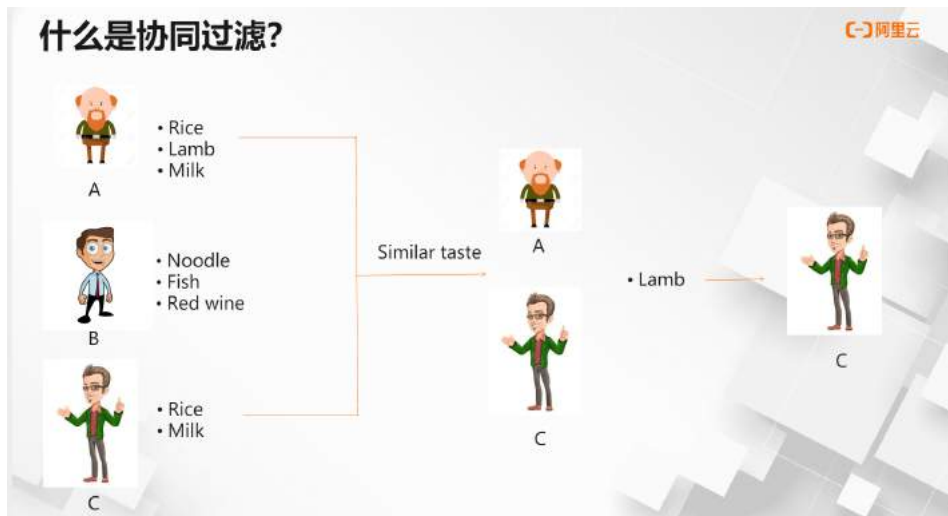 什么是协同过滤?
阿里云
• Rice
• Lamb
• Milk
A
• Noodle
• Fish
• Red wine
B
• Rice
• Milk
C
Similar taste
A
C
• Lamb
C